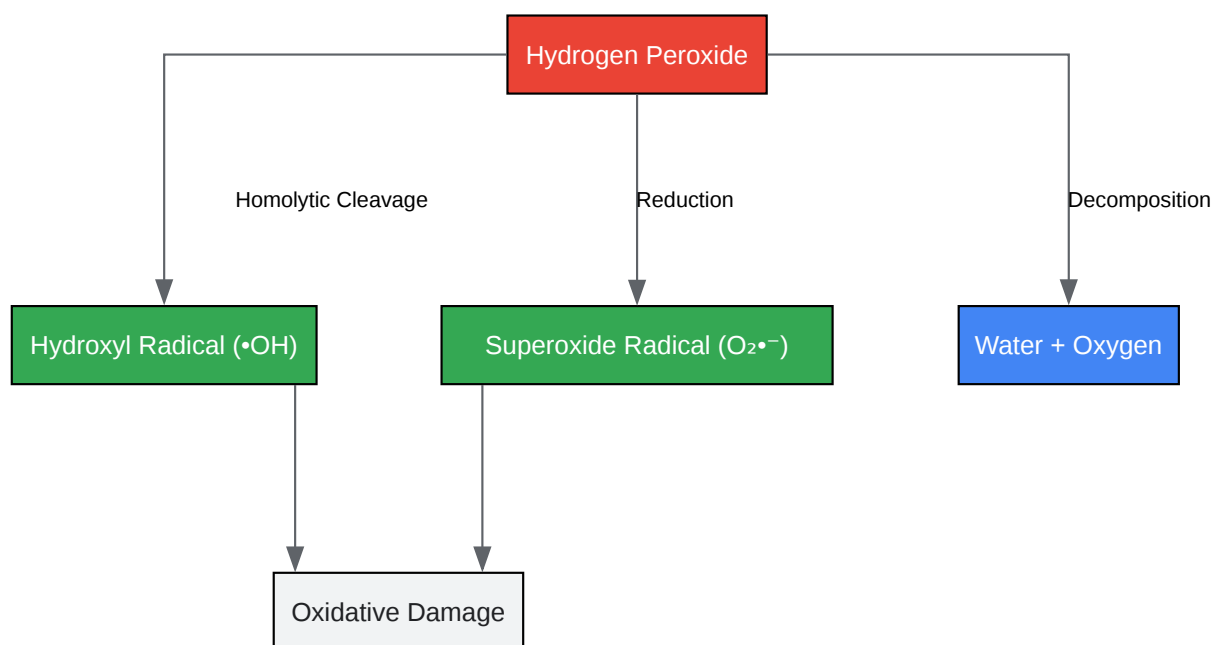 Hydrogen Peroxide
Homolytic Cleavage
Reduction
Decomposition
Hydroxyl Radical (•OH)
Superoxide Radical (O₂•⁻)
Water + Oxygen
Oxidative Damage